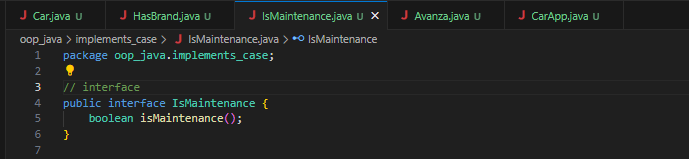 Car.java U HasBrand.java U IsMaintenance.java U × Avanza.java U CarApp.java U
oop_java > implements_case > IsMaintenance.java > IsMaintenance
1 package oop_java.implements_case;
2
3 // interface
4 public interface IsMaintenance {
5 boolean isMaintenance();
6 }
7